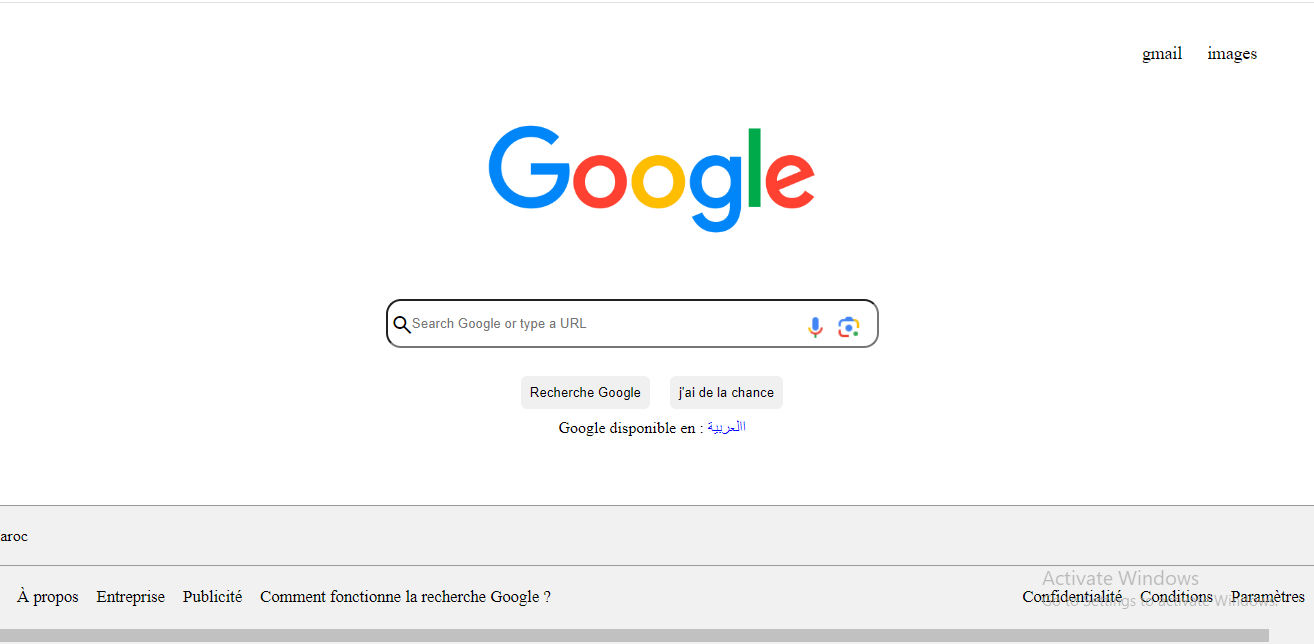 gmail images
Google
Search Google or type a URL
Recherche Google j'ai de la chance
Google disponible en : االعربية
aroc
À propos Entreprise Publicité Comment fonctionne la recherche Google ?
Confidentialité Conditions Paramètres
Activate Windows
Go to Settings to activate Windows.